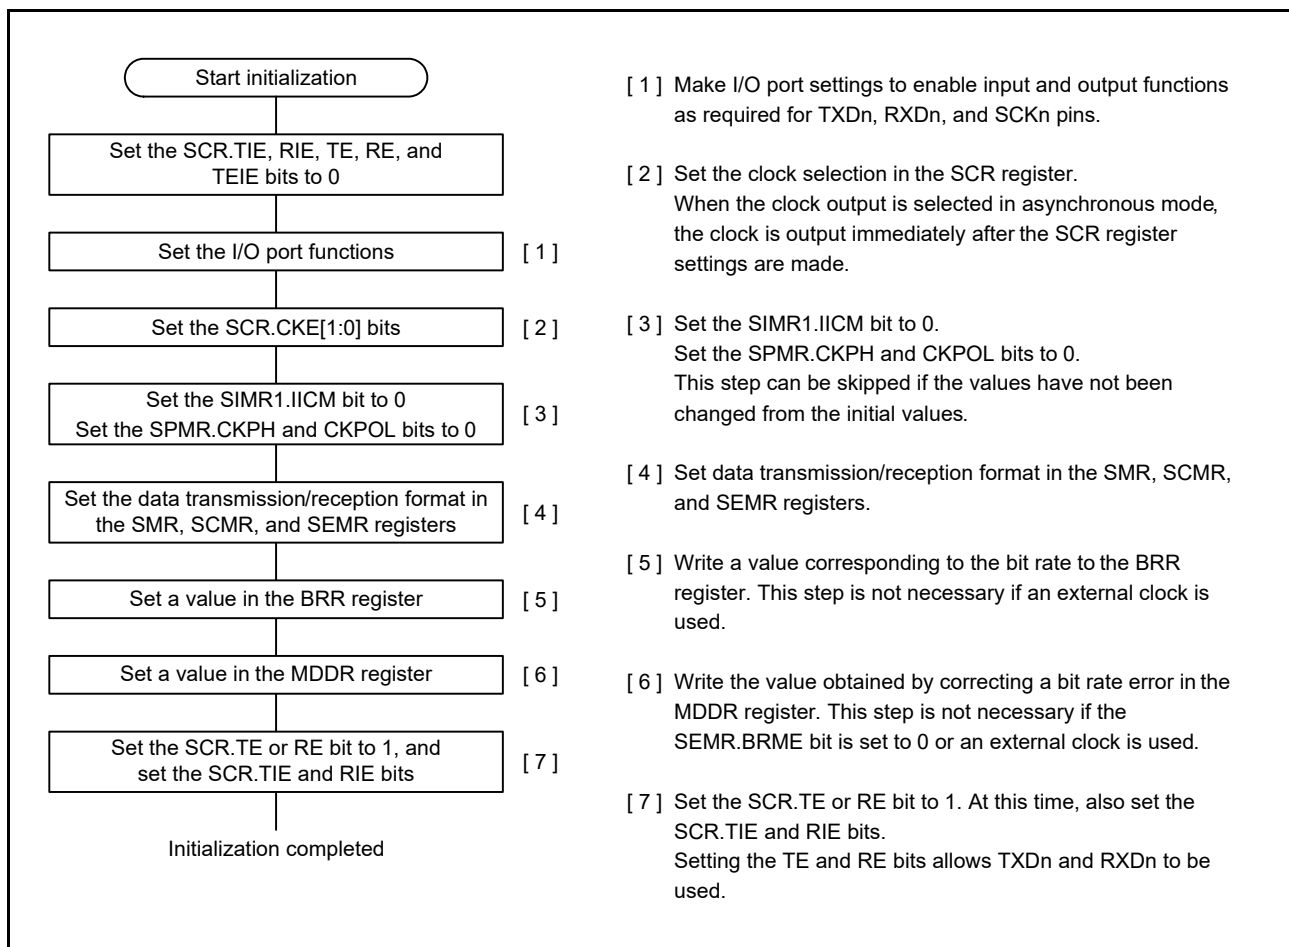 Start initialization
Set the SCR.TIE, RIE, TE, RE, and
TEIE bits to 0
Set the I/O port functions
[ 1 ]
Set the SCR.CKE[1:0] bits
[ 2 ]
Set the SIMR1.IICM bit to 0
Set the SPMR.CKPH and CKPOL bits to 0
[ 3 ]
Set the data transmission/reception format in
the SMR, SCMR, and SEMR registers
[ 4 ]
Set a value in the BRR register
[ 5 ]
Set a value in the MDDR register
[ 6 ]
Set the SCR.TE or RE bit to 1, and
set the SCR.TIE and RIE bits
[ 7 ]
Initialization completed
[ 1 ] Make I/O port settings to enable input and output functions
as required for TXDn, RXDn, and SCKn pins.
[ 2 ] Set the clock selection in the SCR register.
When the clock output is selected in asynchronous mode,
the clock is output immediately after the SCR register
settings are made.
[ 3 ] Set the SIMR1.IICM bit to 0.
Set the SPMR.CKPH and CKPOL bits to 0.
This step can be skipped if the values have not been
changed from the initial values.
[ 4 ] Set data transmission/reception format in the SMR, SCMR,
and SEMR registers.
[ 5 ] Write a value corresponding to the bit rate to the BRR
register. This step is not necessary if an external clock is
used.
[ 6 ] Write the value obtained by correcting a bit rate error in the
MDDR register. This step is not necessary if the
SEMR.BRME bit is set to 0 or an external clock is used.
[ 7 ] Set the SCR.TE or RE bit to 1. At this time, also set the
SCR.TIE and RIE bits.
Setting the TE and RE bits allows TXDn and RXDn to be
used.